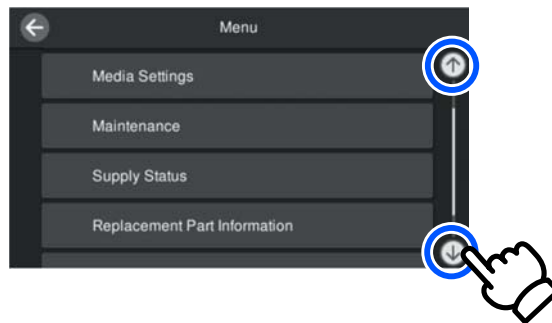 Menu
Media Settings
Maintenance
Supply Status
Replacement Part Information